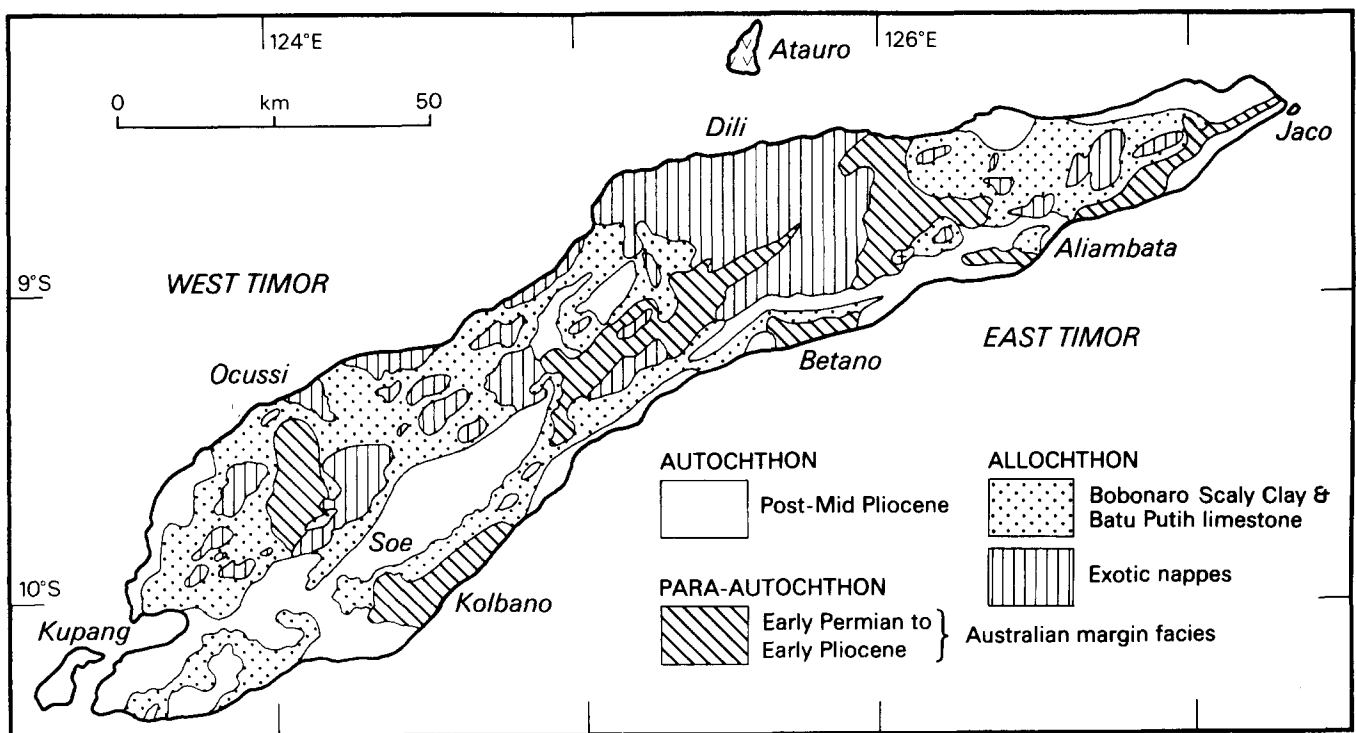 124°E
126°E
Atauro
0 km 50
Dili
Jaco
Aliambata
9°S
WEST TIMOR
EAST TIMOR
Betano
Ocussi
AUTOCHTHON
Post-Mid Pliocene
ALLOCHTHON
Bobonaro Scaly Clay &
Batu Putih limestone
Exotic nappes
Soe
10°S
Kolbano
PARA-AUTOCHTHON
Early Permian to
Early Pliocene
} Australian margin facies
Kupang